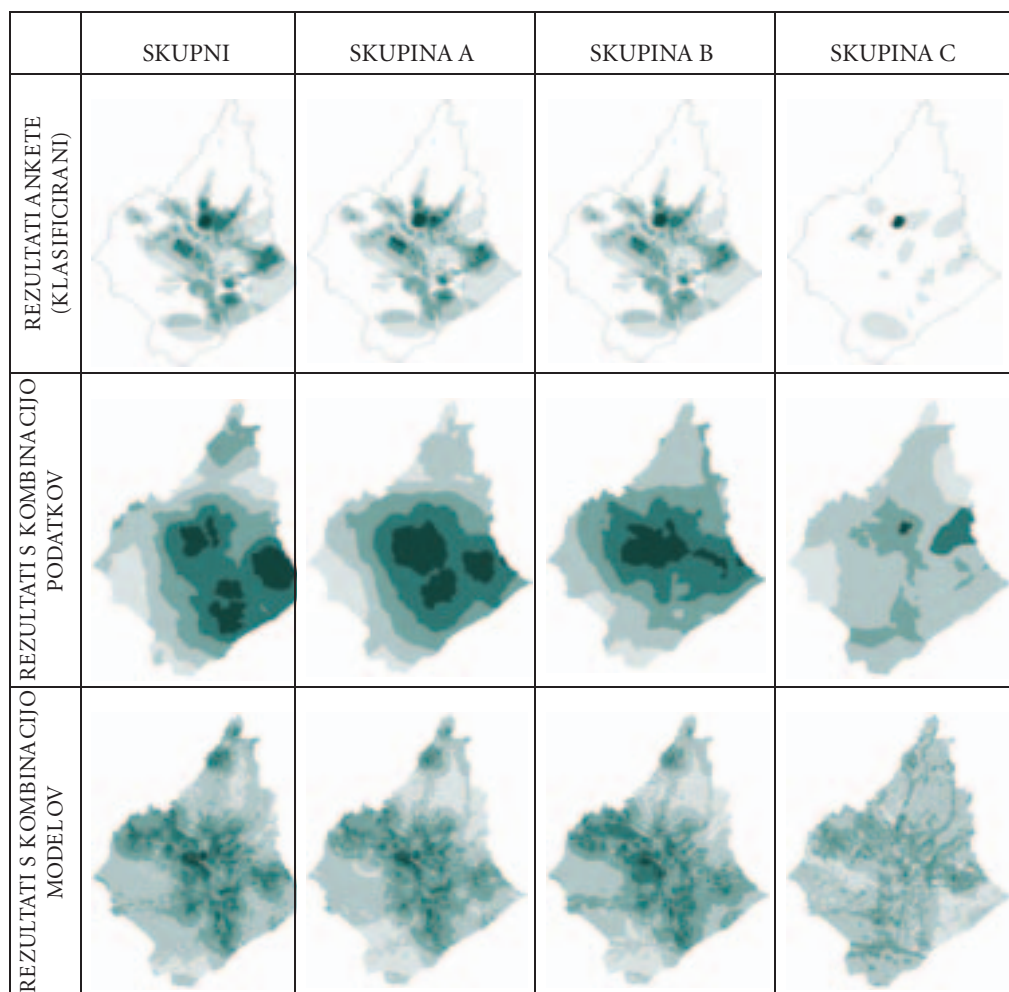 SKUPNI
SKUPINA A
SKUPINA B
SKUPINA C
REZULTATI ANKETE
(KLASIFICIRANI)
REZULTATI S KOMBINACIJO
PODATKOV
REZULTATI S KOMBINACIJO
MODELOV